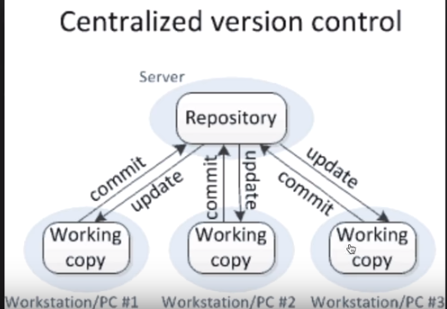 Centralized version control
Server
Repository
commit
update
commit
update
update
commit
Working
copy
Working
copy
Working
copy
Workstation/PC #1
Workstation/PC #2
Workstation/PC #3